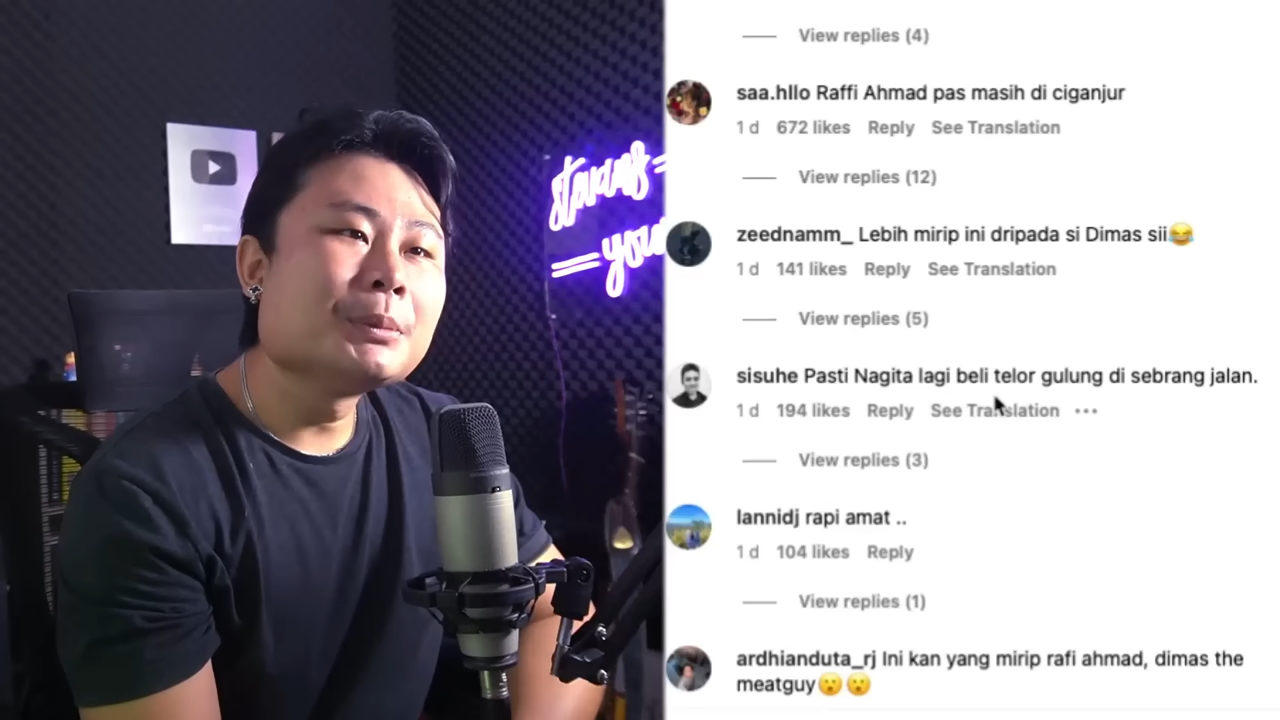 starius
you
View replies (4)
saa.hllo Raffi Ahmad pas masih di ciganjur
1 d 672 likes Reply See Translation
View replies (12)
zeednamm_ Lebih mirip ini dripada si Dimas sii😂
1 d 141 likes Reply See Translation
View replies (5)
sisuhe Pasti Nagita lagi beli telor gulung di sebrang jalan.
1 d 194 likes Reply See Translation •••
View replies (3)
lannidj rapi amat ..
1 d 104 likes Reply
View replies (1)
ardhianduta_rj Ini kan yang mirip rafi ahmad, dimas the
meatguy😮😮